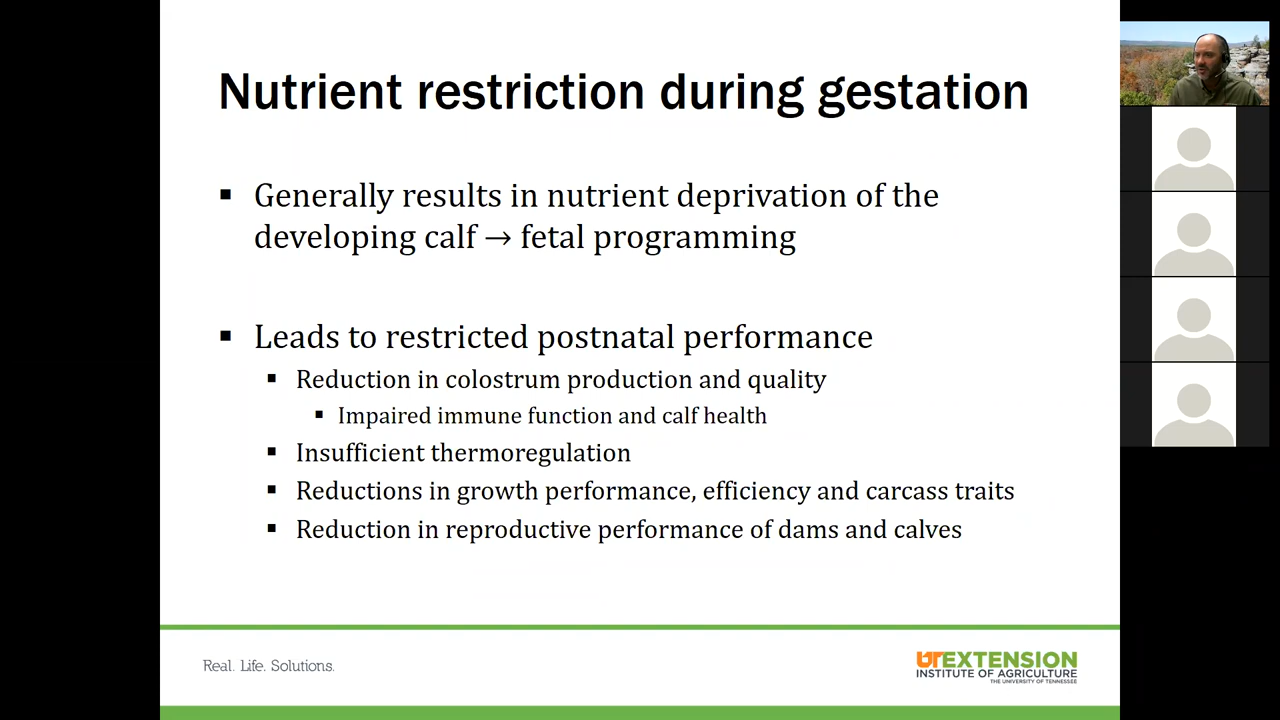 Nutrient restriction during gestation
▪ Generally results in nutrient deprivation of the
developing calf → fetal programming
▪ Leads to restricted postnatal performance
▪ Reduction in colostrum production and quality
▪ Impaired immune function and calf health
▪ Insufficient thermoregulation
▪ Reductions in growth performance, efficiency and carcass traits
▪ Reduction in reproductive performance of dams and calves
Real. Life. Solutions.
UT EXTENSION
INSTITUTE OF AGRICULTURE
THE UNIVERSITY OF TENNESSEE